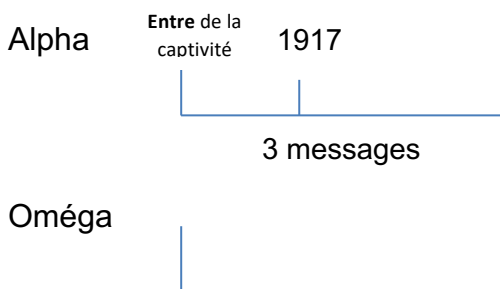 Alpha
Entre de la
captivité
1917
3 messages
Oméga